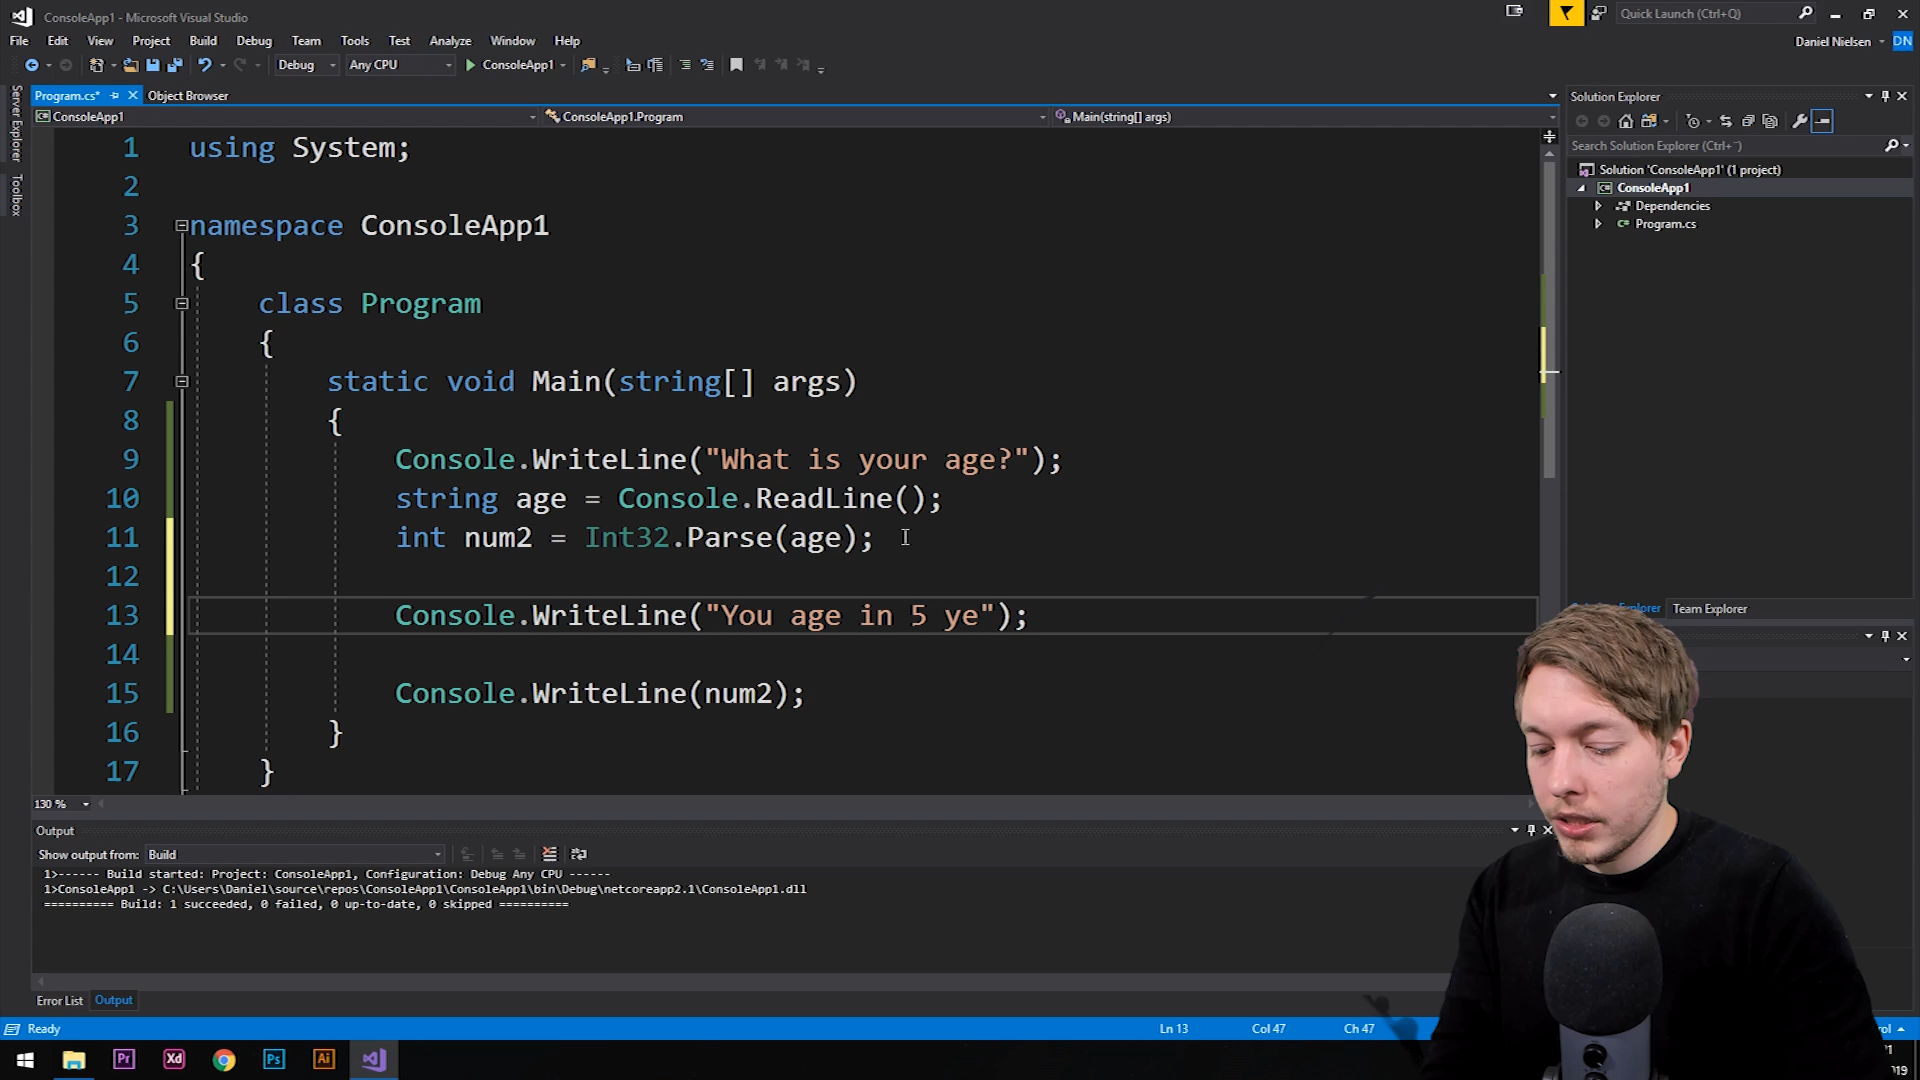 ConsoleApp1 - Microsoft Visual Studio
Quick Launch (Ctrl+Q)
File Edit View Project Build Debug Team Tools Test Analyze Window Help
Daniel Nielsen DN
Debug Any CPU ConsoleApp1
Program.cs* Object Browser
ConsoleApp1 ConsoleApp1.Program Main(string[] args)
Server Explorer
Toolbox
1 using System;
2
3 namespace ConsoleApp1
4 {
5 class Program
6 {
7 static void Main(string[] args)
8 {
9 Console.WriteLine("What is your age?");
10 string age = Console.ReadLine();
11 int num2 = Int32.Parse(age);
12
13 Console.WriteLine("You age in 5 ye");
14
15 Console.WriteLine(num2);
16 }
17 }
130 %
Solution Explorer
Search Solution Explorer (Ctrl+¨)
Solution 'ConsoleApp1' (1 project)
ConsoleApp1
Dependencies
Program.cs
Explorer Team Explorer
Output
Show output from: Build
1>------ Build started: Project: ConsoleApp1, Configuration: Debug Any CPU ------
1>ConsoleApp1 -> C:\Users\Daniel\source\repos\ConsoleApp1\ConsoleApp1\bin\Debug\netcoreapp2.1\ConsoleApp1.dll
========== Build: 1 succeeded, 0 failed, 0 up-to-date, 0 skipped ==========
Error List Output
Ready Ln 13 Col 47 Ch 47
Pr Xd Ps Ai